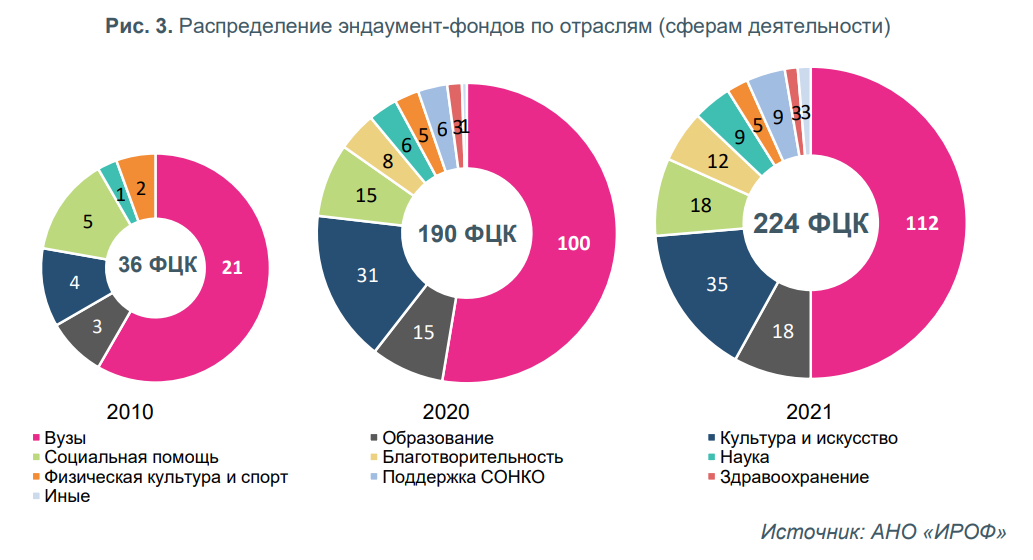 Рис. 3. Распределение эндаумент-фондов по отраслям (сферам деятельности)
21
3
4
5
1
2
36 ФЦК
100
15
31
15
8
6
5
6
3
1
190 ФЦК
112
18
35
18
12
9
5
9
3
3
224 ФЦК
2010
2020
2021
Вузы
Образование
Культура и искусство
Социальная помощь
Благотворительность
Наука
Физическая культура и спорт
Поддержка СОНКО
Здравоохранение
Иные
Источник: АНО «ИРОФ»